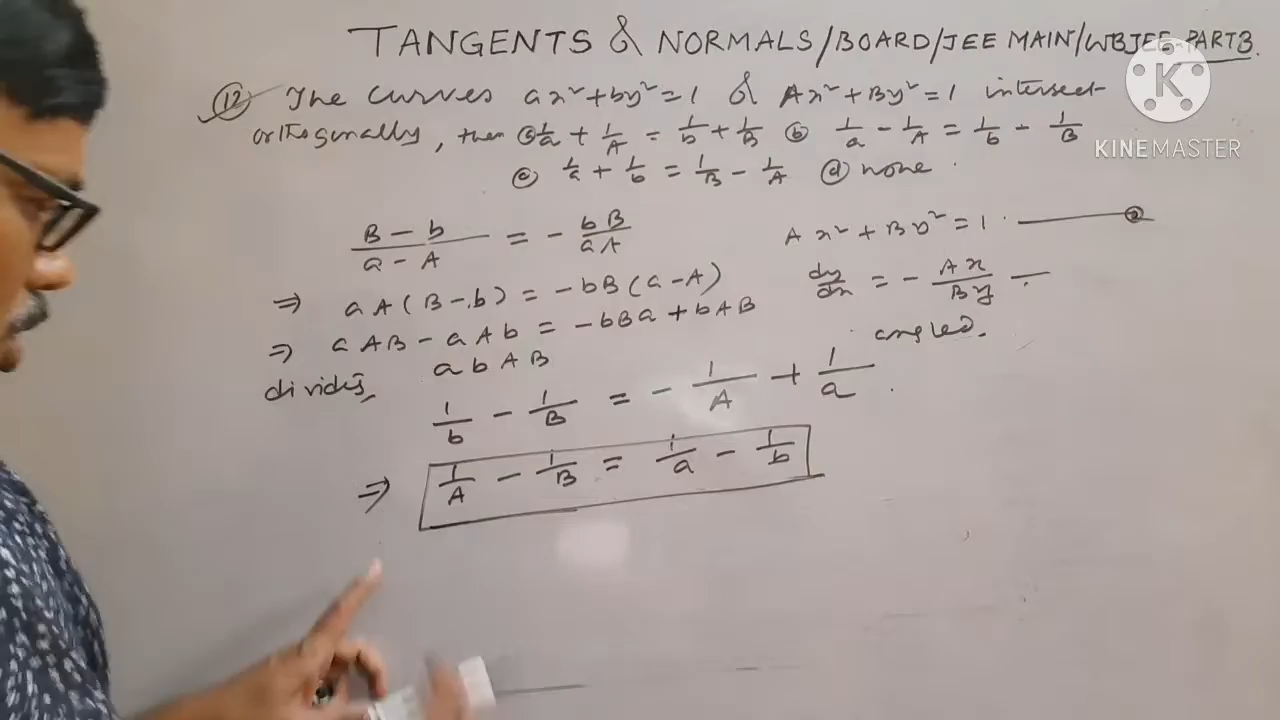 TANGENTS & NORMALS/BOARD/JEE MAIN/WBJEE PART3.
K
KINEMASTER
(12) The curves ax²+by²=1 & Ax²+By²=1 intersect
orthogonally, then (a) 1/a + 1/A = 1/b + 1/B (b) 1/a - 1/A = 1/b - 1/B
(c) 1/a + 1/b = 1/B - 1/A (d) none.
(B - b)/(a - A) = - bB/aA
⇒ aA(B-b) = -bB(a-A)
⇒ aAB - aAb = -bBa + bAB
divides, abAB
1/b - 1/B = - 1/A + 1/a
⇒ 1/A - 1/B = 1/a - 1/b
Ax² + By² = 1 (2)
dy/dx = - Ax/By
angled.